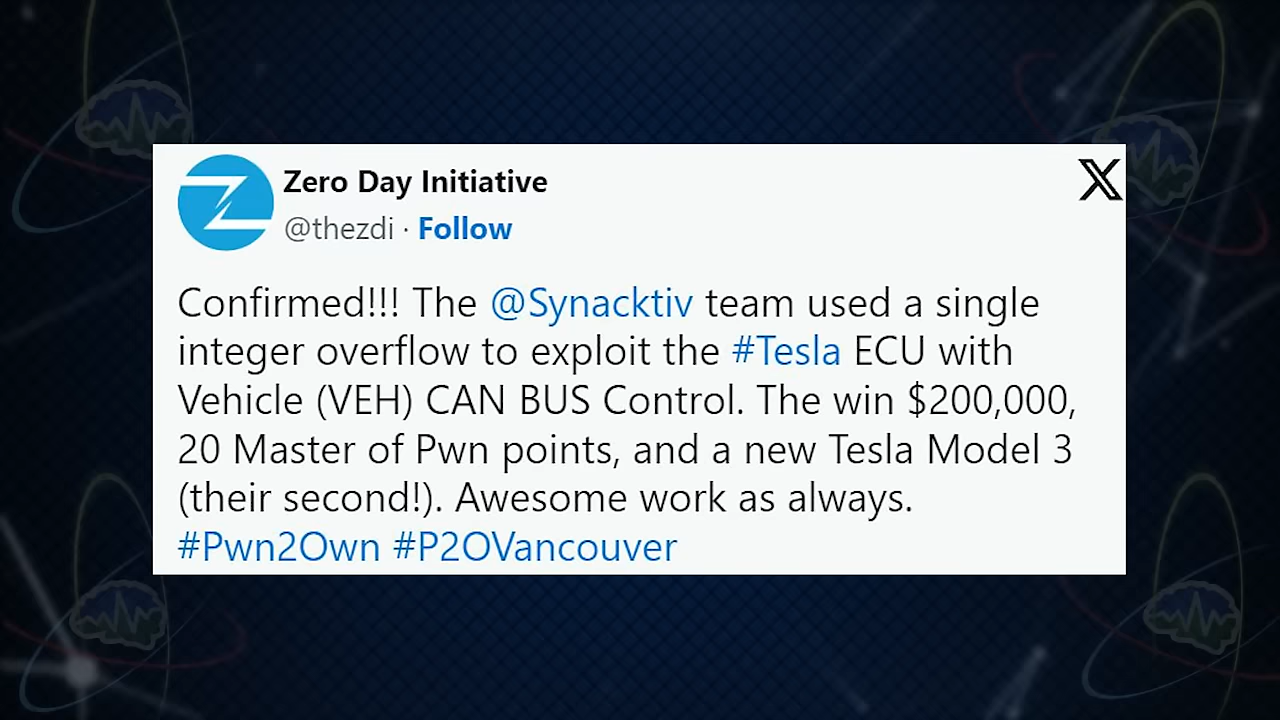 Zero Day Initiative
@thezdi · Follow
Confirmed!!! The @Synacktiv team used a single
integer overflow to exploit the #Tesla ECU with
Vehicle (VEH) CAN BUS Control. The win $200,000,
20 Master of Pwn points, and a new Tesla Model 3
(their second!). Awesome work as always.
#Pwn2Own #P2OVancouver